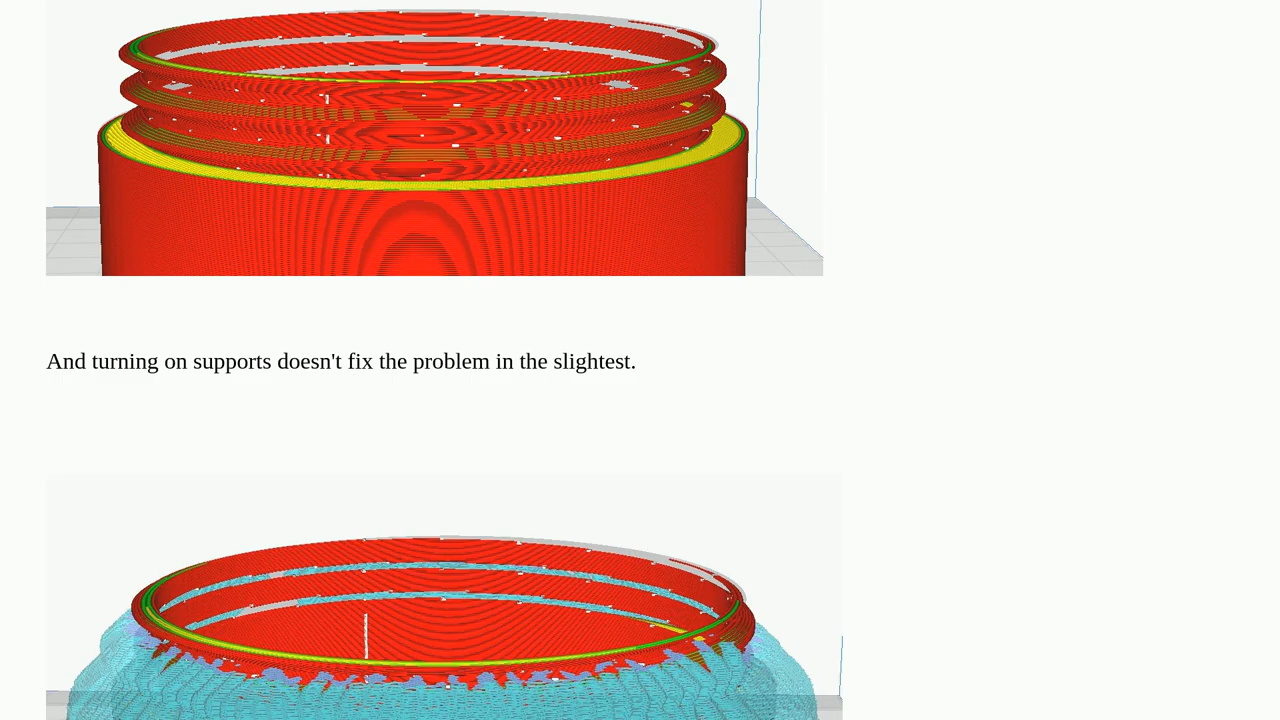 And turning on supports doesn't fix the problem in the slightest.